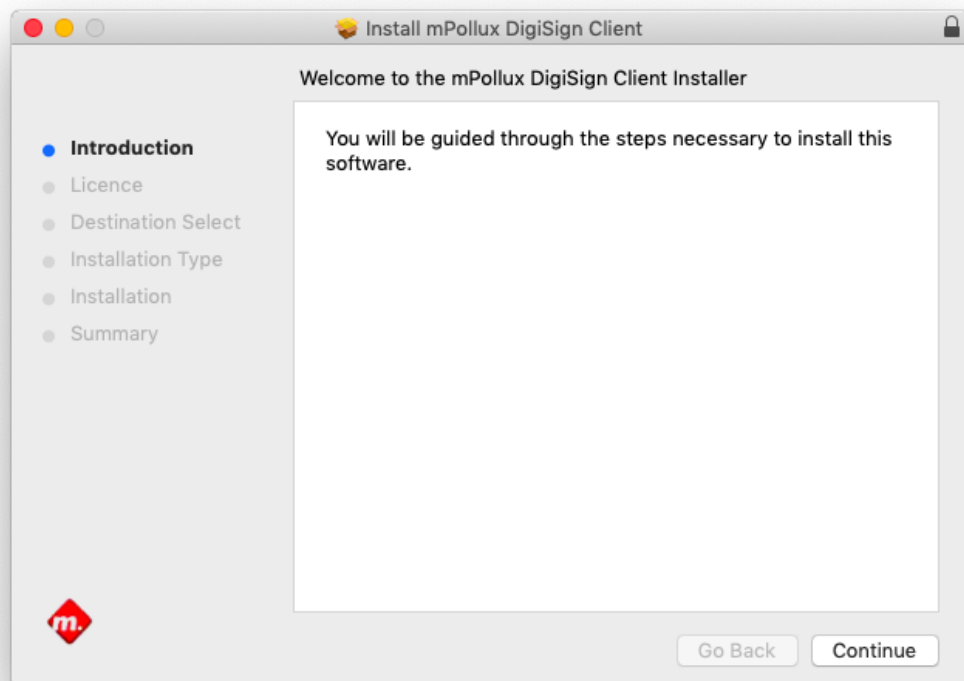 Install mPollux DigiSign Client
Welcome to the mPollux DigiSign Client Installer
Introduction
Licence
Destination Select
Installation Type
Installation
Summary
You will be guided through the steps necessary to install this
software.
m.
Go Back
Continue